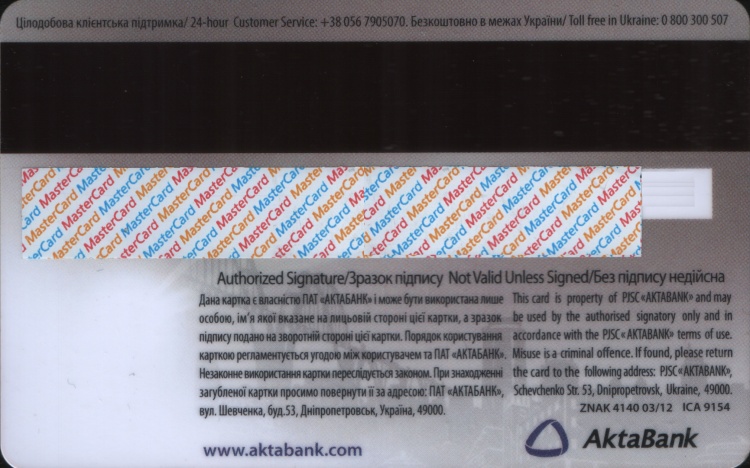 Цілодобова клієнтська підтримка/ 24-hour Customer Service: +38 056 7905070. Безкоштовно в межах України/ Toll free in Ukraine: 0 800 300 507
MasterCard MasterCard MasterCard MasterCard MasterCard MasterCard
Authorized Signature/Зразок підпису Not Valid Unless Signed/Без підпису недійсна
Дана картка є власністю ПАТ «АКТАБАНК» і може бути використана лише
особою, ім'я якої вказане на лицьовій стороні цієї картки, а зразок
підпису подано на зворотній стороні цієї картки. Порядок користування
карткою регламентується угодою між користувачем та ПАТ «АКТАБАНК».
Незаконне використання картки переслідується законом. При знаходженні
загубленої картки просимо повернути її за адресою: ПАТ «АКТАБАНК»,
вул. Шевченка, буд.53, Дніпропетровськ, Україна, 49000.
This card is property of PJSC «AKTABANK» and may
be used by the authorised signatory only and in
accordance with the PJSC «AKTABANK» terms of use.
Misuse is a criminal offence. If found, please return
the card to the following address: PJSC «AKTABANK»,
Schevchenko Str. 53, Dnipropetrovsk, Ukraine, 49000.
ZNAK 4140 03/12 ICA 9154
www.aktabank.com
AktaBank